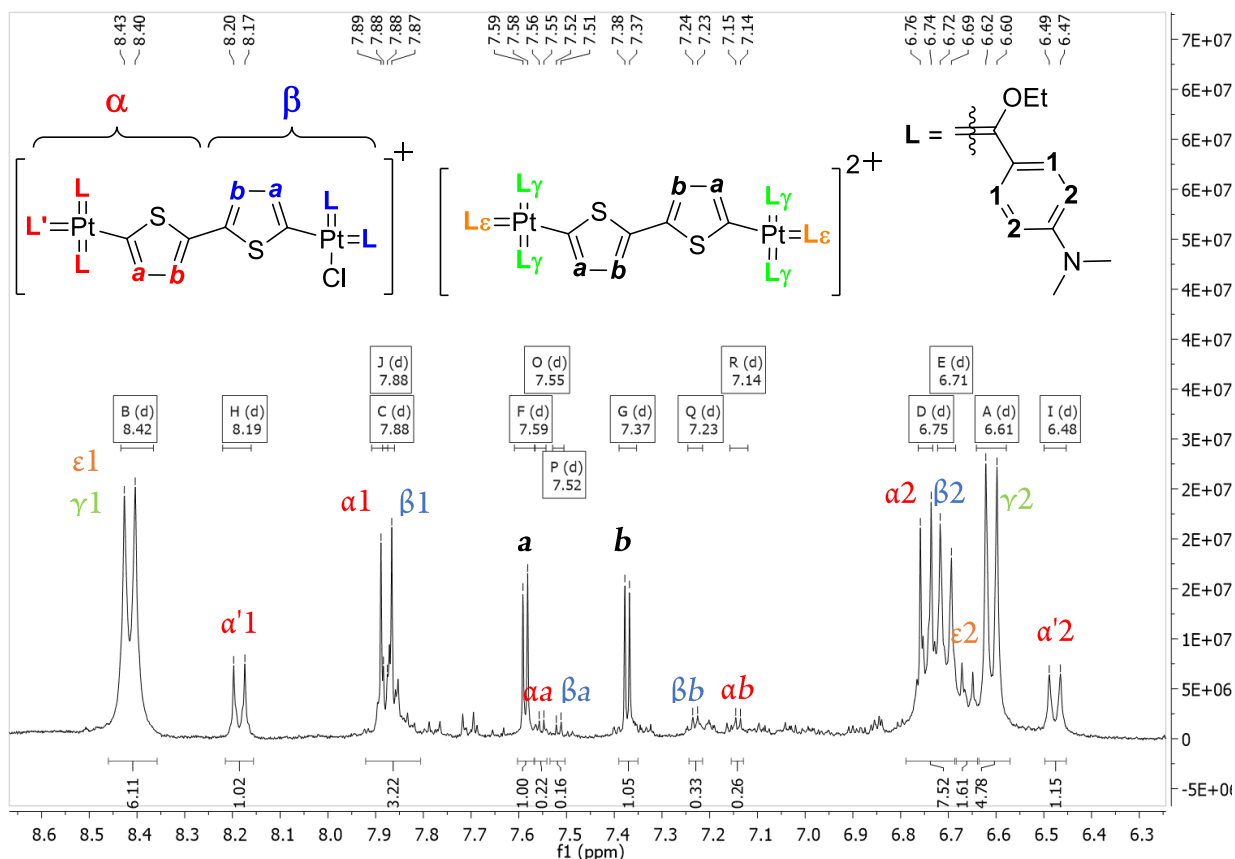 8.43 8.40 8.20 8.17 7.89 7.88 7.88 7.87 7.59 7.58 7.56 7.55 7.52 7.51 7.38 7.37 7.24 7.23 7.15 7.14 6.76 6.74 6.72 6.69 6.62 6.60 6.49 6.47
7E+07
7E+07
6E+07
6E+07
5E+07
4E+07
4E+07
3E+07
3E+07
2E+07
2E+07
1E+07
5E+06
0
-5E+06
α β
+
L
L' Pt L
S
a b
b a
S
L
Pt L
Cl
2+
Lγ
Lε Pt
Lγ
S
a b
b a
S
Lγ
Pt Lε
Lγ
L =
OEt
1 1
2 2
N
J (d) 7.88
O (d) 7.55
R (d) 7.14
E (d) 6.71
B (d) 8.42
H (d) 8.19
C (d) 7.88
F (d) 7.59
G (d) 7.37
Q (d) 7.23
D (d) 6.75
A (d) 6.61
I (d) 6.48
P (d) 7.52
ε1
γ1
α'1
α1 β1
a
αa βa
b
βb αb
α2 β2
ε2
γ2
α'2
6.11 1.02 3.22 1.00 0.22 0.16 1.05 0.33 0.26 7.52 1.61 4.78 1.15
8.6 8.5 8.4 8.3 8.2 8.1 8.0 7.9 7.8 7.7 7.6 7.5 7.4 7.3 7.2 7.1 7.0 6.9 6.8 6.7 6.6 6.5 6.4 6.3
f1 (ppm)